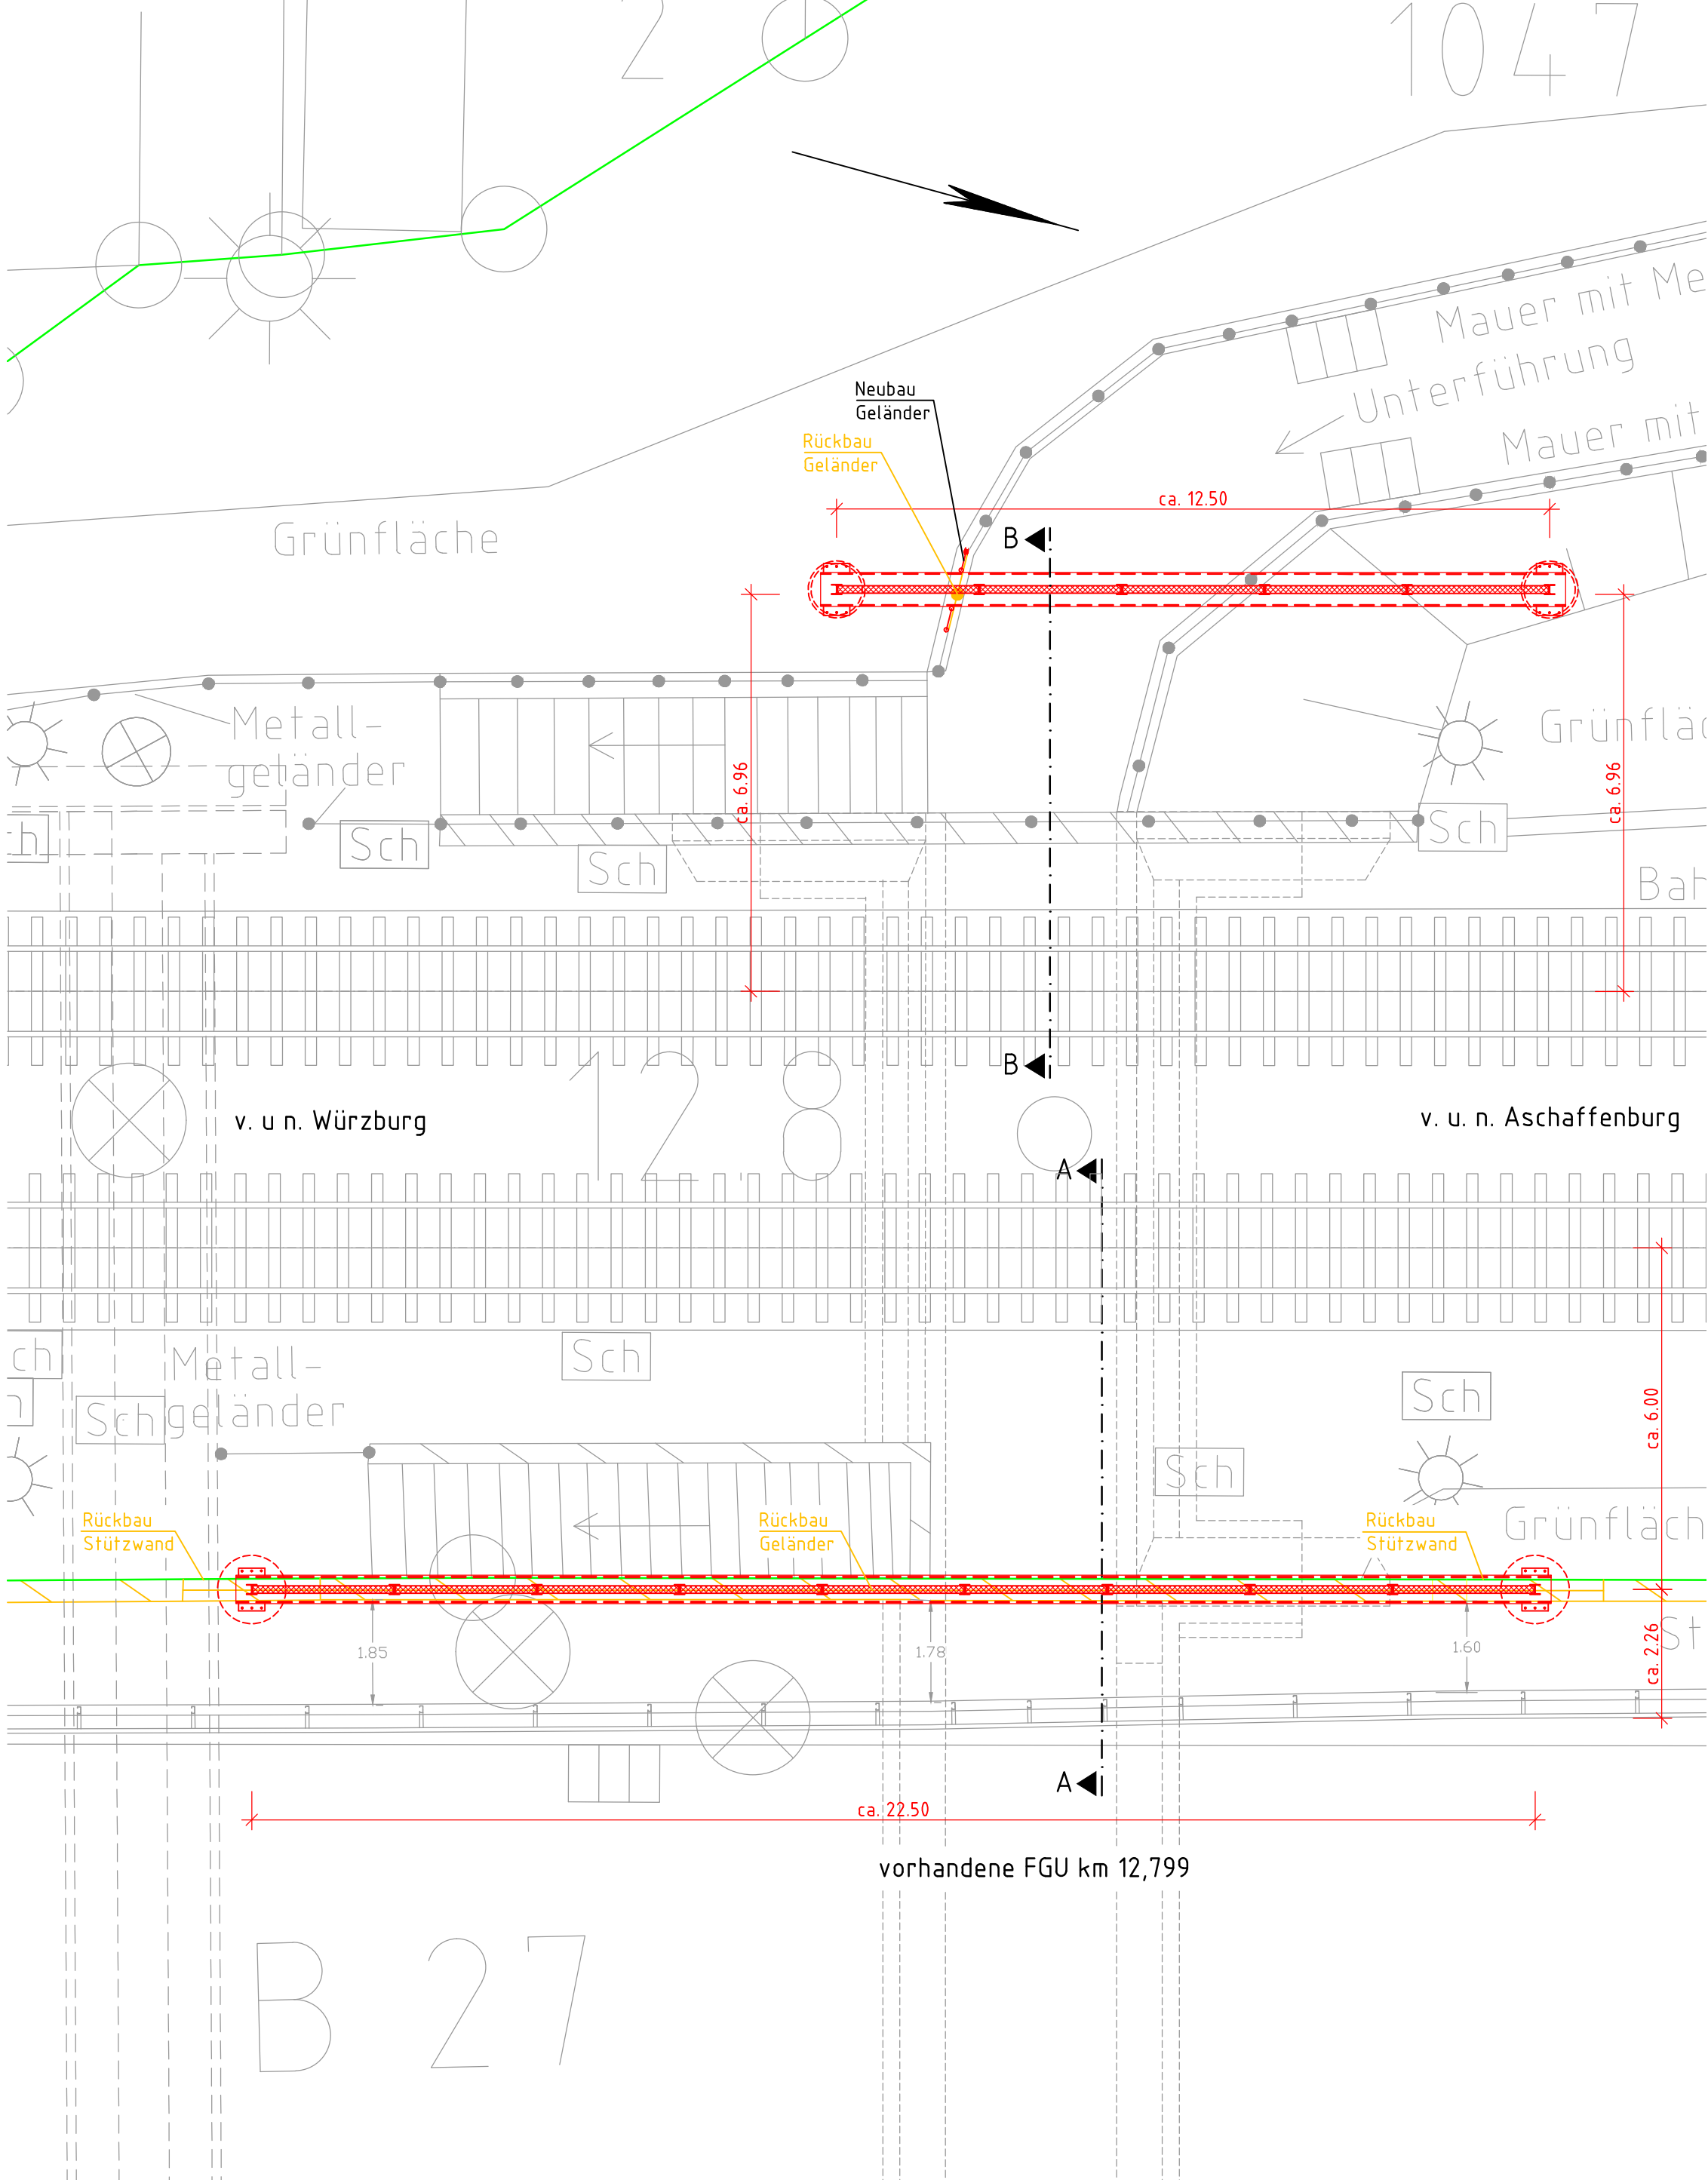 2
1047
Mauer mit Me
Unterführung
Mauer mit
Neubau
Geländer
Rückbau
Geländer
ca. 12.50
Grünfläche
B
Metall-
geländer
ca. 6.96
ca. 6.96
Grünfläc
Sch
Sch
Sch
h
Bah
B
12.8
v. u n. Würzburg
v. u. n. Aschaffenburg
A
ch
Metall-
geländer
Sch
Sch
Sch
Sch
ca. 6.00
Rückbau
Stützwand
Rückbau
Geländer
Rückbau
Stützwand
Grünfläch
1.85
1.78
1.60
St
ca. 2.26
A
ca. 22.50
vorhandene FGU km 12,799
B 27